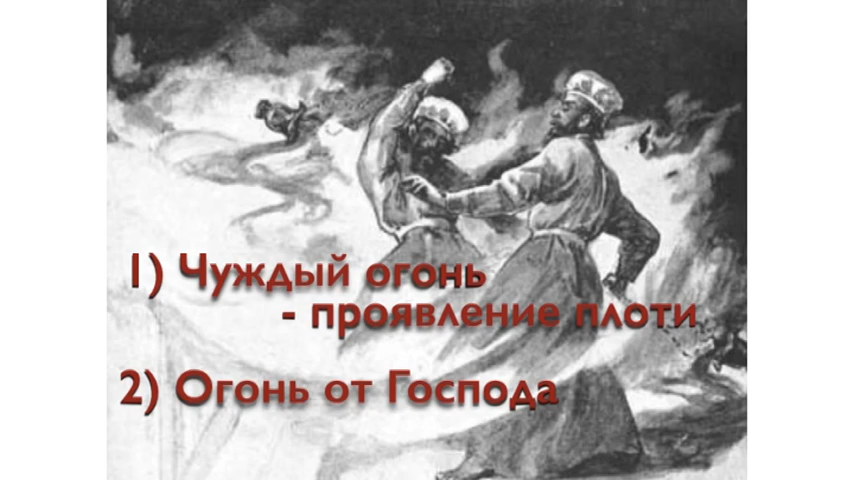 1) Чуждый огонь
- проявление плоти
2) Огонь от Господа